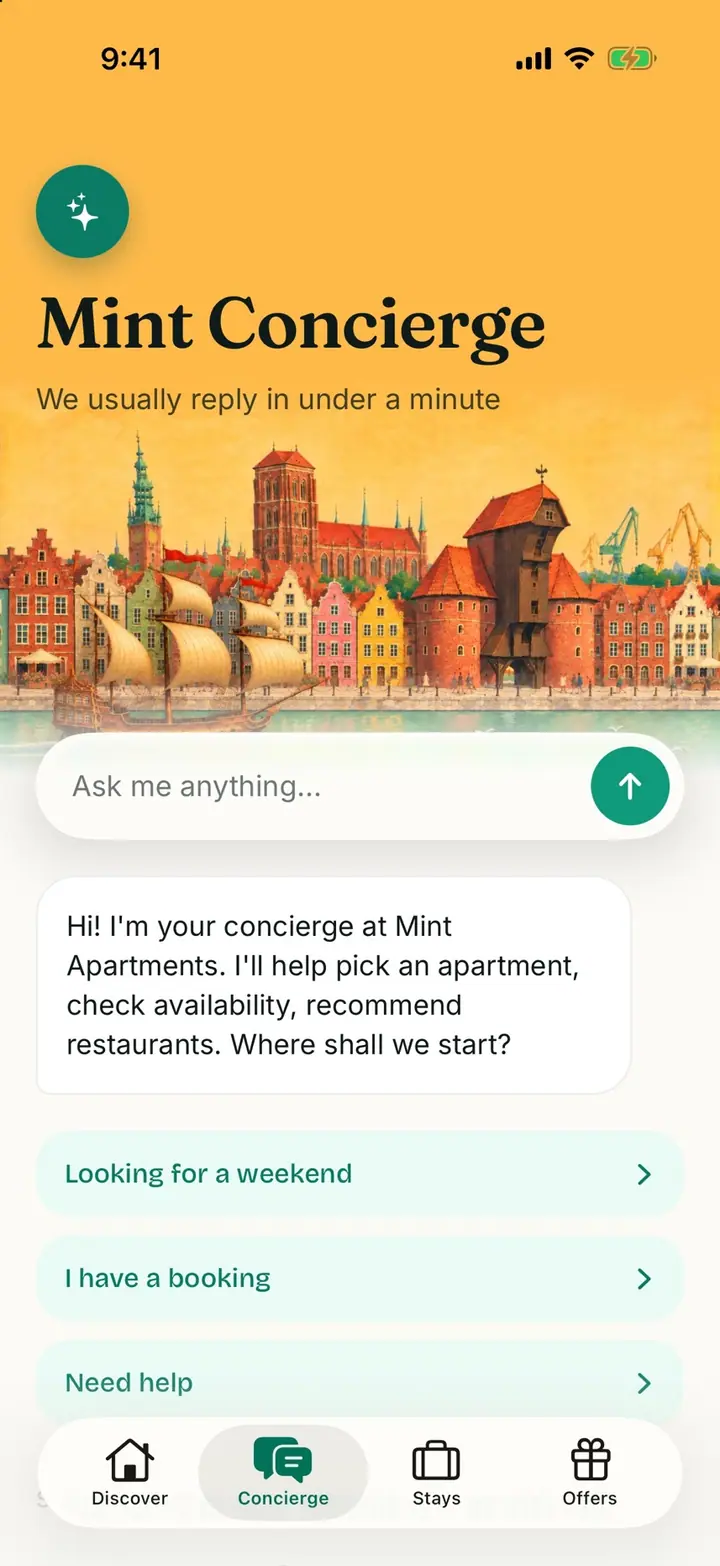 9:41
Mint Concierge
We usually reply in under a minute
Ask me anything...
Hi! I'm your concierge at Mint
Apartments. I'll help pick an apartment,
check availability, recommend
restaurants. Where shall we start?
Looking for a weekend
I have a booking
Need help
Discover
Concierge
Stays
Offers